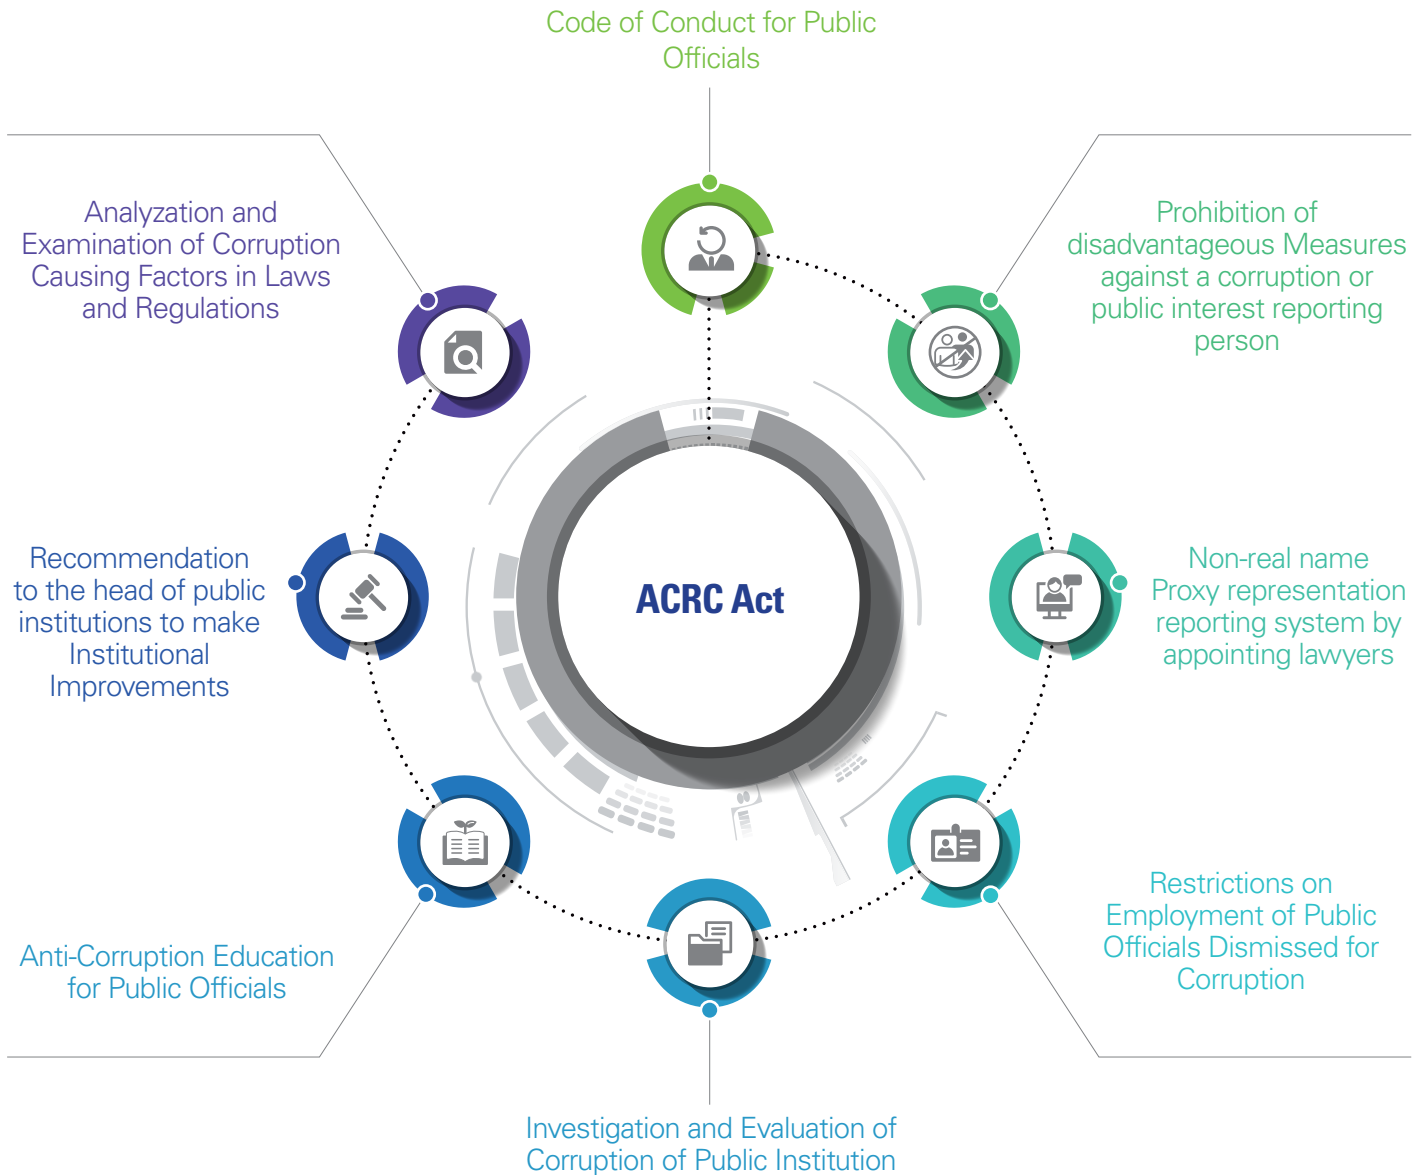 Code of Conduct for Public
Officials
Analyzation and
Examination of Corruption
Causing Factors in Laws
and Regulations
Prohibition of
disadvantageous Measures
against a corruption or
public interest reporting
person
Recommendation
to the head of public
institutions to make
Institutional
Improvements
ACRC Act
Non-real name
Proxy representation
reporting system by
appointing lawyers
Anti-Corruption Education
for Public Officials
Restrictions on
Employment of Public
Officials Dismissed for
Corruption
Investigation and Evaluation of
Corruption of Public Institution